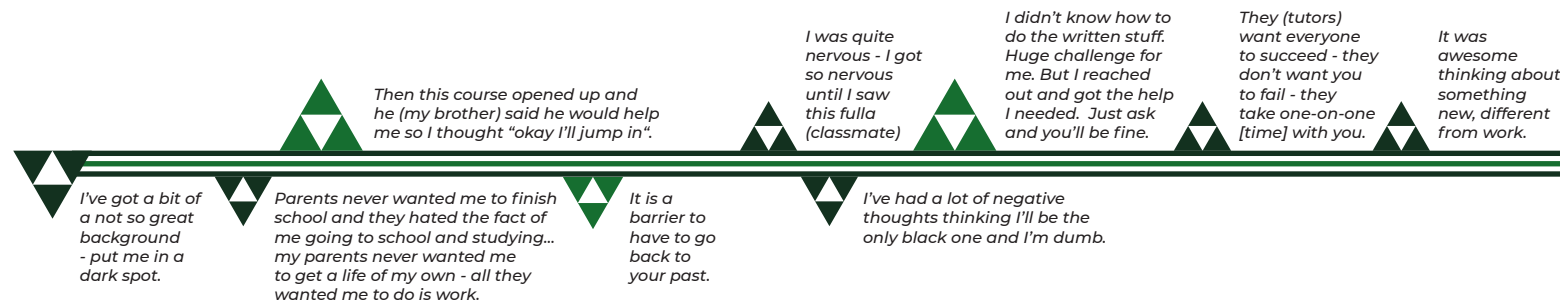 I’ve got a bit of
a not so great
background
- put me in a
dark spot.
Parents never wanted me to finish
school and they hated the fact of
me going to school and studying...
my parents never wanted me
to get a life of my own - all they
wanted me to do is work.
Then this course opened up and
he (my brother) said he would help
me so I thought “okay I’ll jump in“.
It is a
barrier to
have to go
back to
your past.
I was quite
nervous - I got
so nervous
until I saw
this fulla
(classmate)
I’ve had a lot of negative
thoughts thinking I’ll be the
only black one and I’m dumb.
I didn’t know how to
do the written stuff.
Huge challenge for
me. But I reached
out and got the help
I needed.  Just ask
and you’ll be fine.
They (tutors)
want everyone
to succeed - they
don’t want you
to fail - they
take one-on-one
[time] with you.
It was
awesome
thinking about
something
new, different
from work.